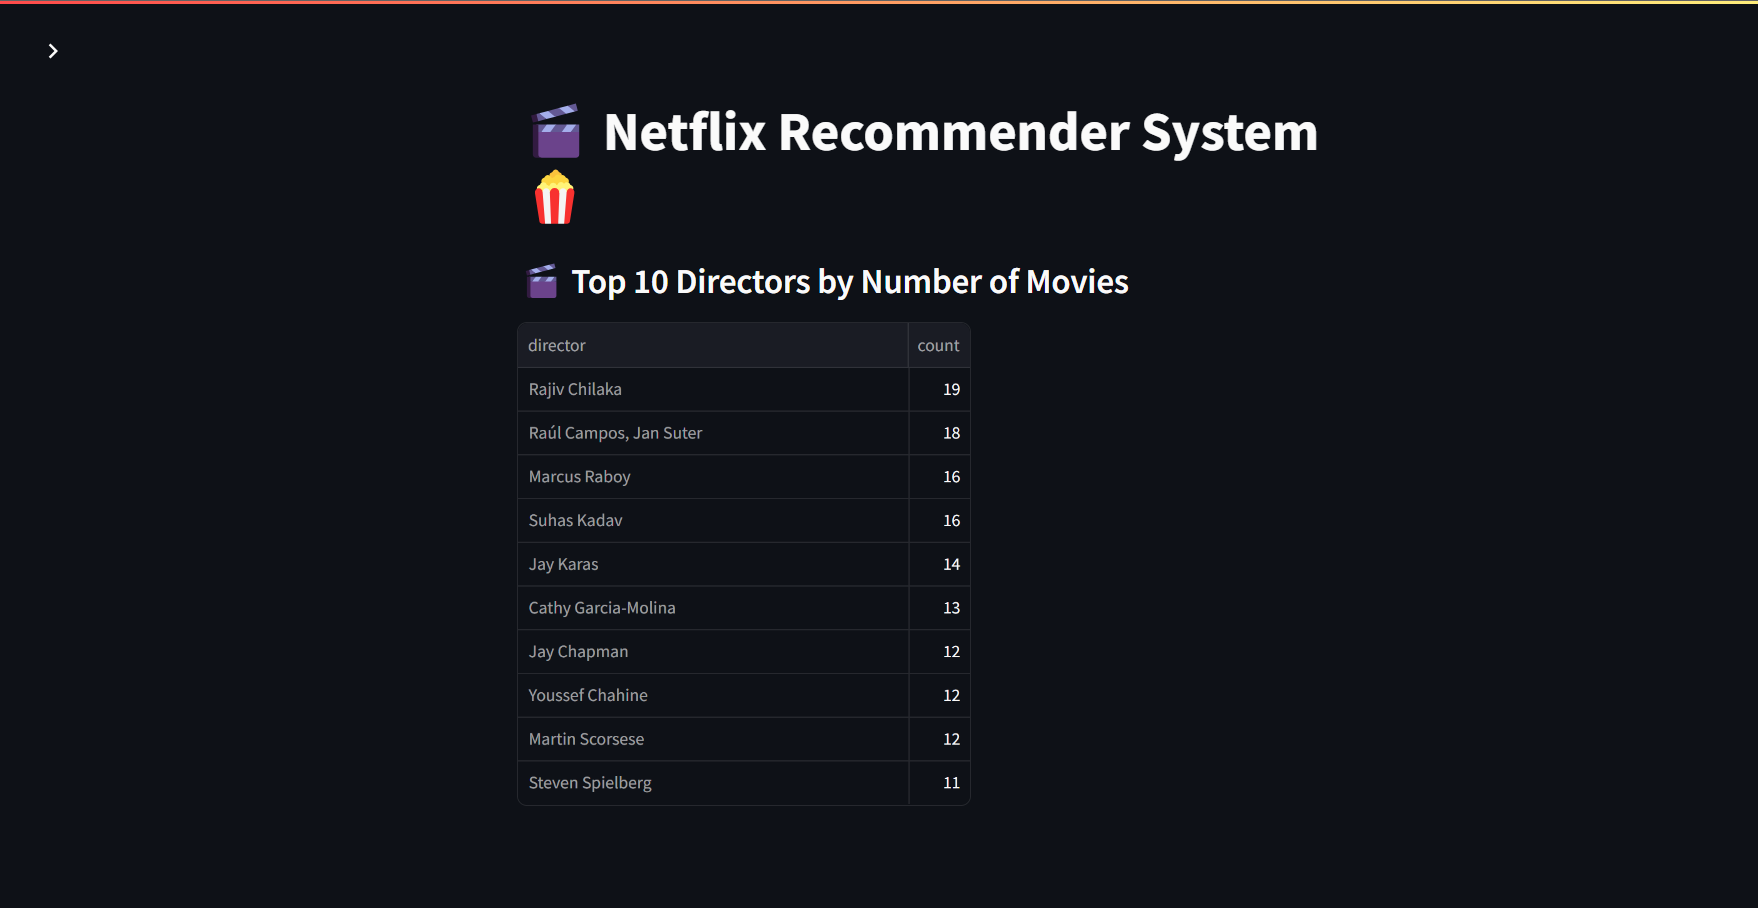 Netflix Recommender System
Top 10 Directors by Number of Movies
director count
Rajiv Chilaka 19
Raúl Campos, Jan Suter 18
Marcus Raboy 16
Suhas Kadav 16
Jay Karas 14
Cathy Garcia-Molina 13
Jay Chapman 12
Youssef Chahine 12
Martin Scorsese 12
Steven Spielberg 11